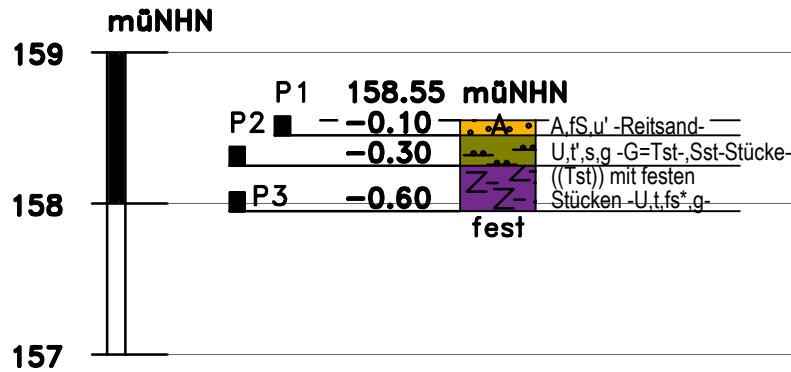 müNHN
159
P1 158.55 müNHN
P2 -0.10 A A,fS,u' -Reitsand-
-0.30 U,t',s,g -G=Tst-,Sst-Stücke-
((Tst)) mit festen
158 P3 -0.60 Stücken -U,t,fs*,g-
fest
157